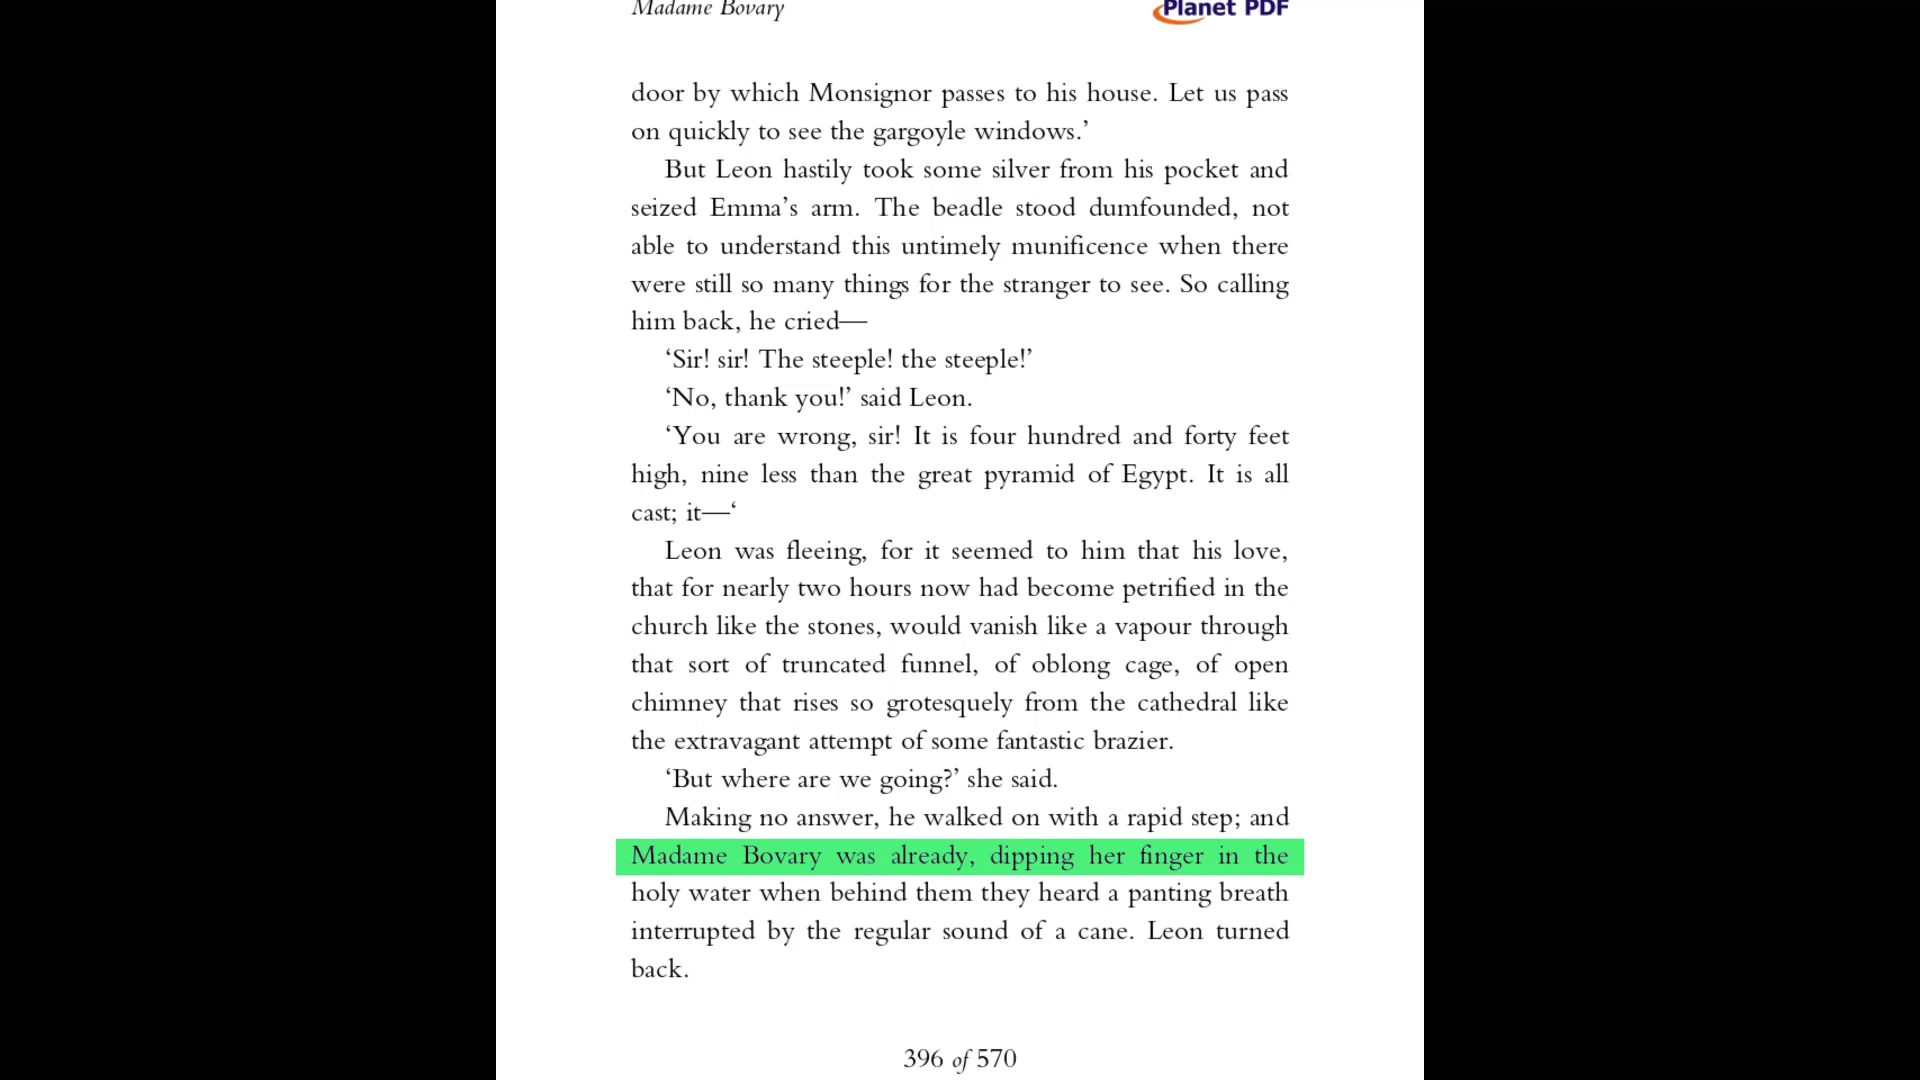 Madame Bovary
Planet PDF
door by which Monsignor passes to his house. Let us pass
on quickly to see the gargoyle windows.’
But Leon hastily took some silver from his pocket and
seized Emma’s arm. The beadle stood dumfounded, not
able to understand this untimely munificence when there
were still so many things for the stranger to see. So calling
him back, he cried—
‘Sir! sir! The steeple! the steeple!’
‘No, thank you!’ said Leon.
‘You are wrong, sir! It is four hundred and forty feet
high, nine less than the great pyramid of Egypt. It is all
cast; it—‘
Leon was fleeing, for it seemed to him that his love,
that for nearly two hours now had become petrified in the
church like the stones, would vanish like a vapour through
that sort of truncated funnel, of oblong cage, of open
chimney that rises so grotesquely from the cathedral like
the extravagant attempt of some fantastic brazier.
‘But where are we going?’ she said.
Making no answer, he walked on with a rapid step; and
Madame Bovary was already, dipping her finger in the
holy water when behind them they heard a panting breath
interrupted by the regular sound of a cane. Leon turned
back.
396 of 570